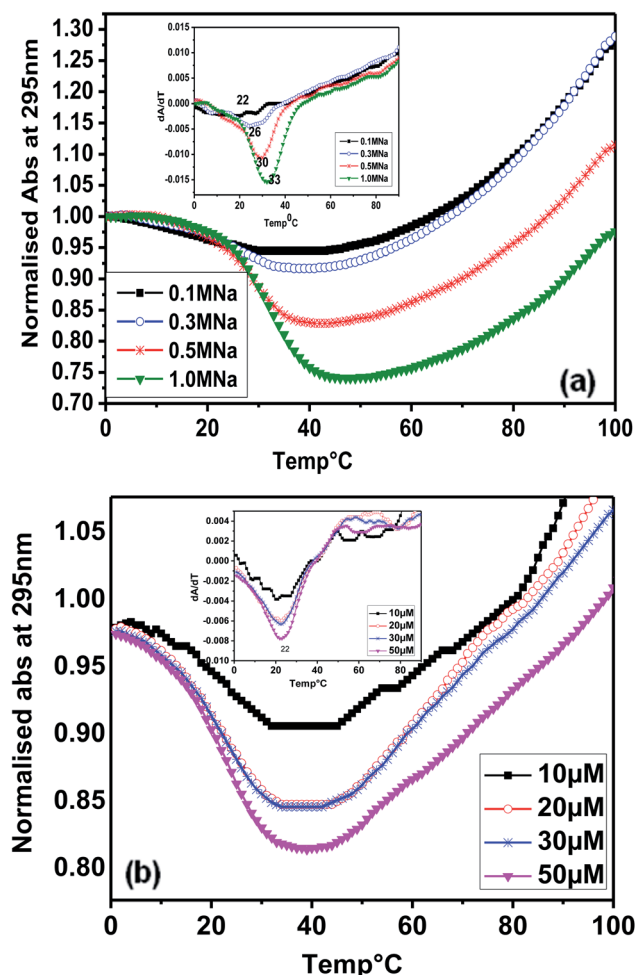 1.30
1.25
1.20
1.15
1.10
1.05
1.00
0.95
0.90
0.85
0.80
0.75
0.70
Normalised Abs at 295nm
0.015
0.010
0.005
0.000
-0.005
-0.010
-0.015
dA/dT
22
26
30
33
0.1MNa
0.3MNa
0.5MNa
1.0MNa
0 20 40 60 80
Temp⁰C
0.1MNa
0.3MNa
0.5MNa
1.0MNa
(a)
0 20 40 60 80 100
Temp°C
1.05
1.00
0.95
0.90
0.85
0.80
Normalised abs at 295nm
0.004
0.002
0.000
-0.002
-0.004
-0.006
-0.008
-0.010
dA/dT
22
10µM
20µM
30µM
50µM
0 20 40 60 80
Temp°C
(b)
10µM
20µM
30µM
50µM
0 20 40 60 80 100
Temp°C